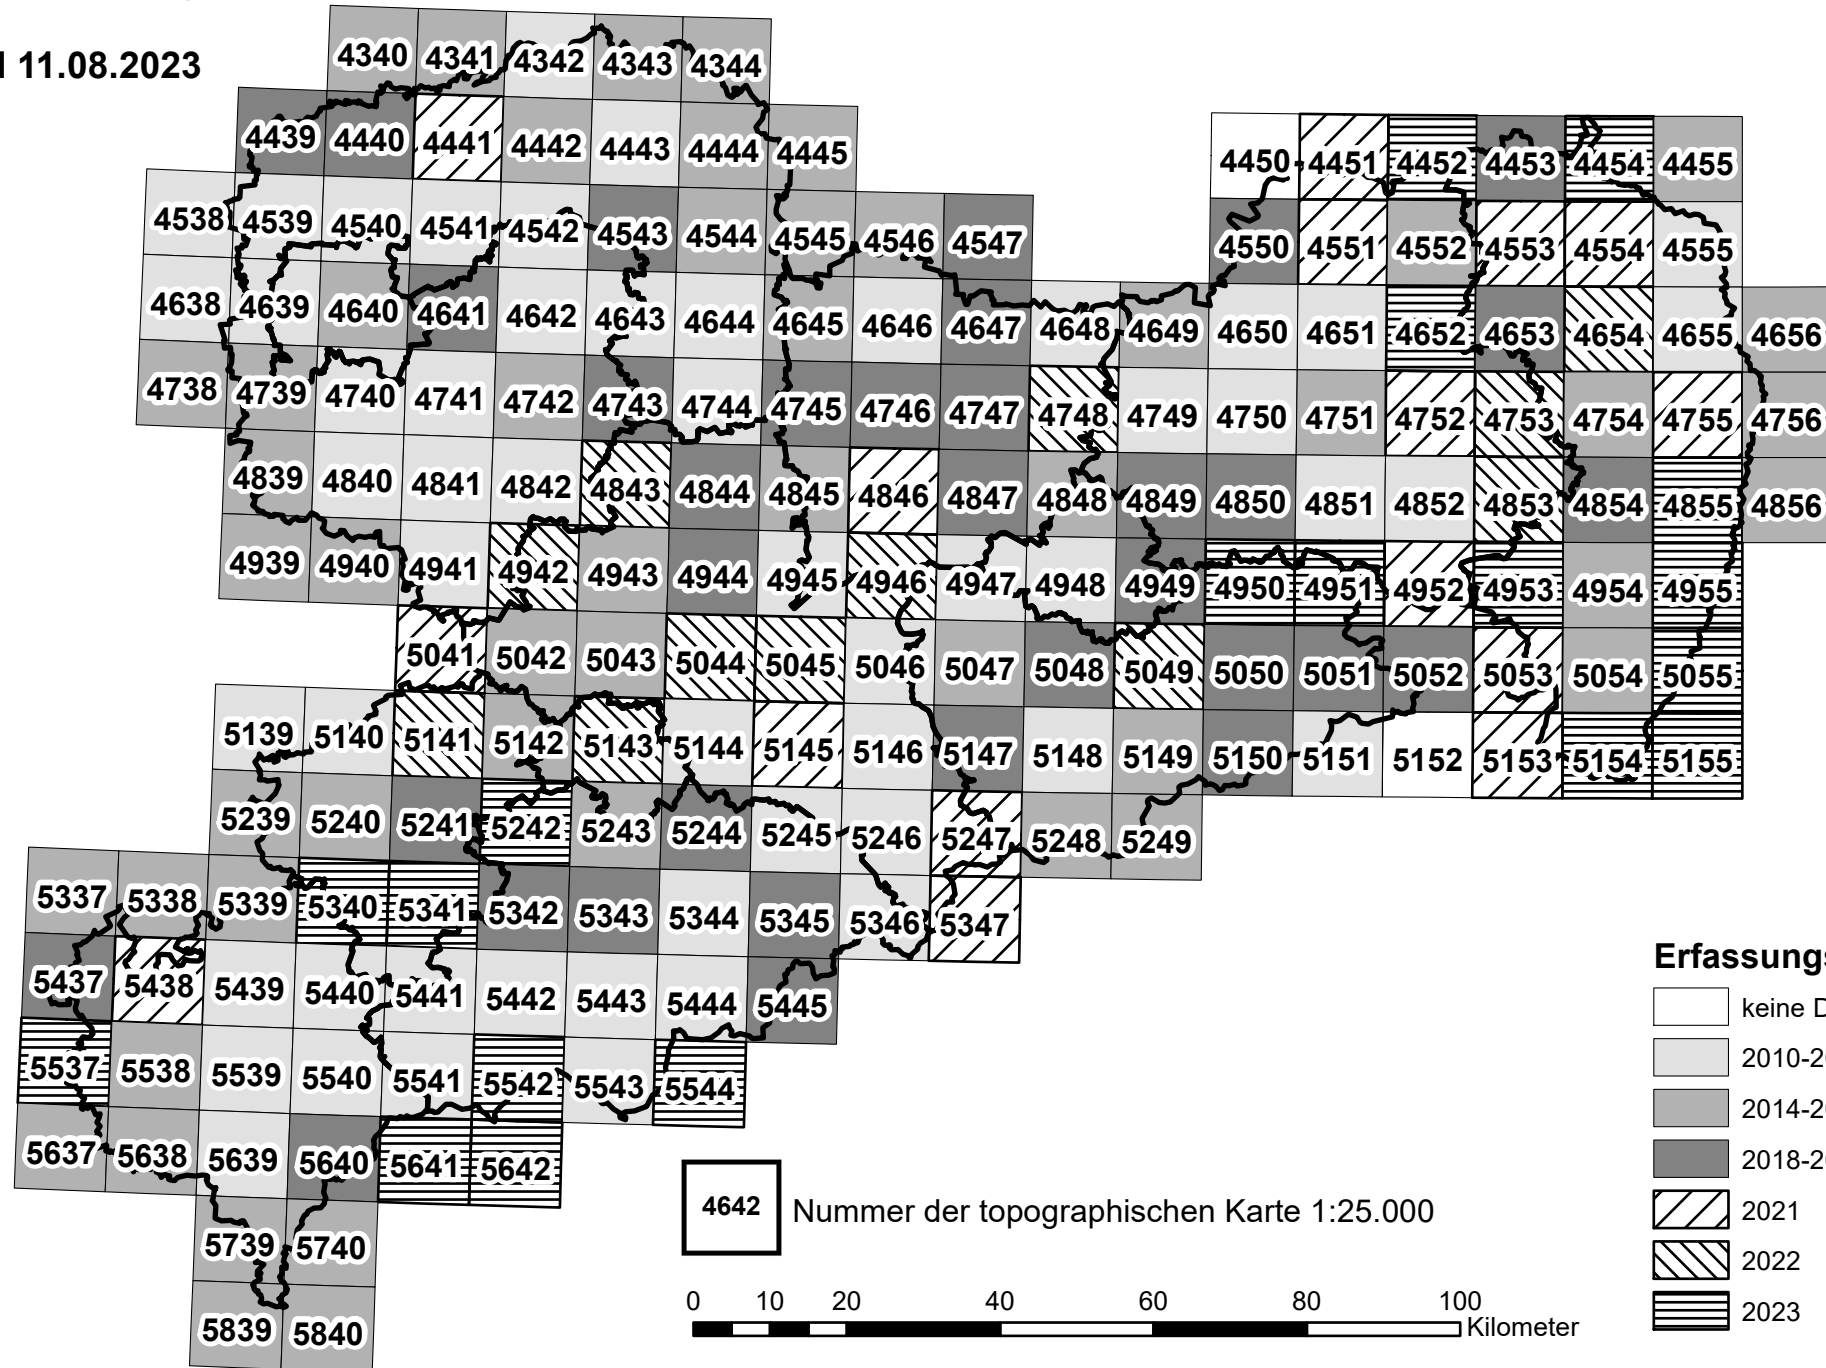 11.08.2023
4340 4341 4342 4343 4344
4439 4440 4441 4442 4443 4444 4445
4450 4451 4452 4453 4454 4455
4538 4539 4540 4541 4542 4543 4544 4545 4546 4547
4550 4551 4552 4553 4554 4555
4638 4639 4640 4641 4642 4643 4644 4645 4646 4647 4648 4649 4650 4651 4652 4653 4654 4655 4656
4738 4739 4740 4741 4742 4743 4744 4745 4746 4747 4748 4749 4750 4751 4752 4753 4754 4755 4756
4839 4840 4841 4842 4843 4844 4845 4846 4847 4848 4849 4850 4851 4852 4853 4854 4855 4856
4939 4940 4941 4942 4943 4944 4945 4946 4947 4948 4949 4950 4951 4952 4953 4954 4955
5041 5042 5043 5044 5045 5046 5047 5048 5049 5050 5051 5052 5053 5054 5055
5139 5140 5141 5142 5143 5144 5145 5146 5147 5148 5149 5150 5151 5152 5153 5154 5155
5239 5240 5241 5242 5243 5244 5245 5246 5247 5248 5249
5337 5338 5339 5340 5341 5342 5343 5344 5345 5346 5347
5437 5438 5439 5440 5441 5442 5443 5444 5445
5537 5538 5539 5540 5541 5542 5543 5544
5637 5638 5639 5640 5641 5642
5739 5740
5839 5840
4642 Nummer der topographischen Karte 1:25.000
0 10 20 40 60 80 100
Kilometer
Erfassungs
keine D
2010-20
2014-20
2018-20
2021
2022
2023